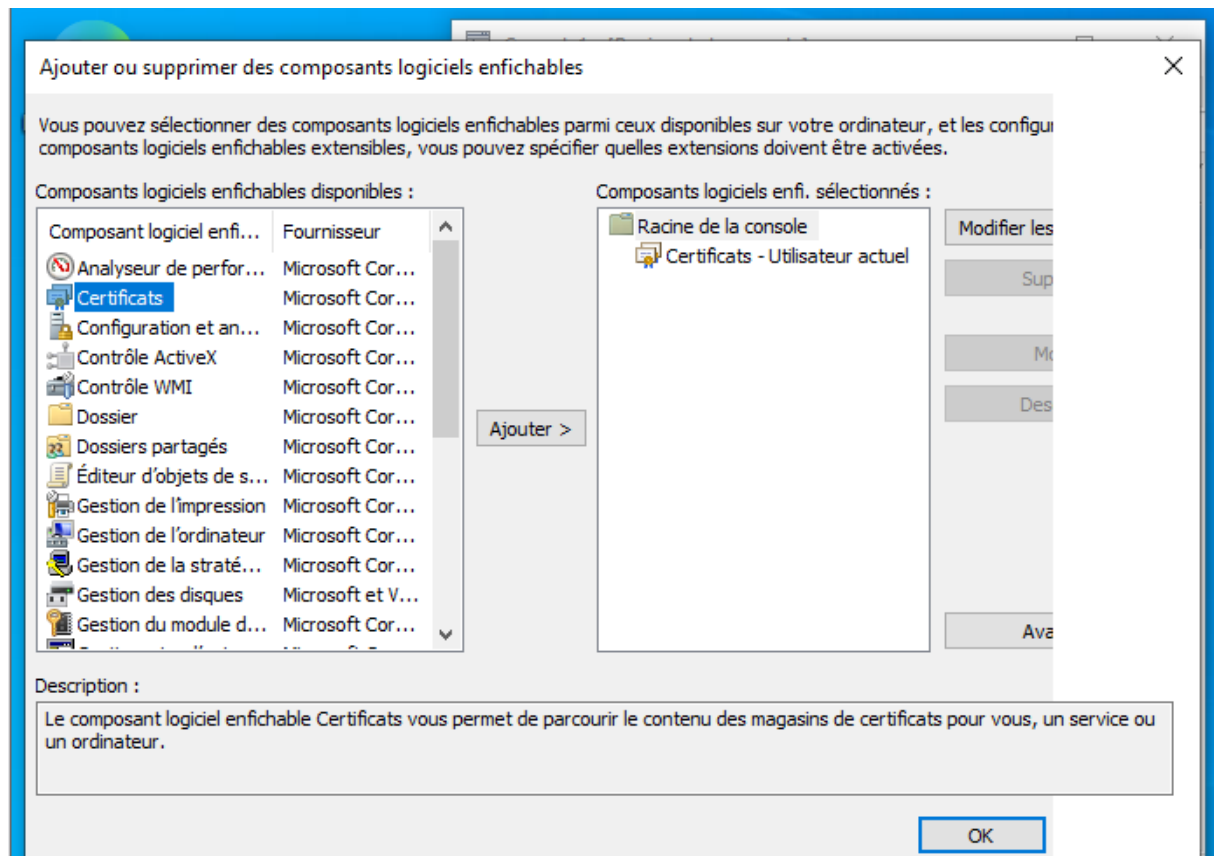 Ajouter ou supprimer des composants logiciels enfichables
Vous pouvez sélectionner des composants logiciels enfichables parmi ceux disponibles sur votre ordinateur, et les configur
composants logiciels enfichables extensibles, vous pouvez spécifier quelles extensions doivent être activées.
Composants logiciels enfichables disponibles :
Composants logiciels enfi. sélectionnés :
Composant logiciel enfi... Fournisseur
Analyseur de perfor... Microsoft Cor...
Certificats Microsoft Cor...
Configuration et an... Microsoft Cor...
Contrôle ActiveX Microsoft Cor...
Contrôle WMI Microsoft Cor...
Dossier Microsoft Cor...
Dossiers partagés Microsoft Cor...
Éditeur d'objets de s... Microsoft Cor...
Gestion de l'impression Microsoft Cor...
Gestion de l'ordinateur Microsoft Cor...
Gestion de la straté... Microsoft Cor...
Gestion des disques Microsoft et V...
Gestion du module d... Microsoft Cor...
Ajouter >
Racine de la console
Certificats - Utilisateur actuel
Modifier les
Sup
Mo
Des
Ava
Description :
Le composant logiciel enfichable Certificats vous permet de parcourir le contenu des magasins de certificats pour vous, un service ou
un ordinateur.
OK